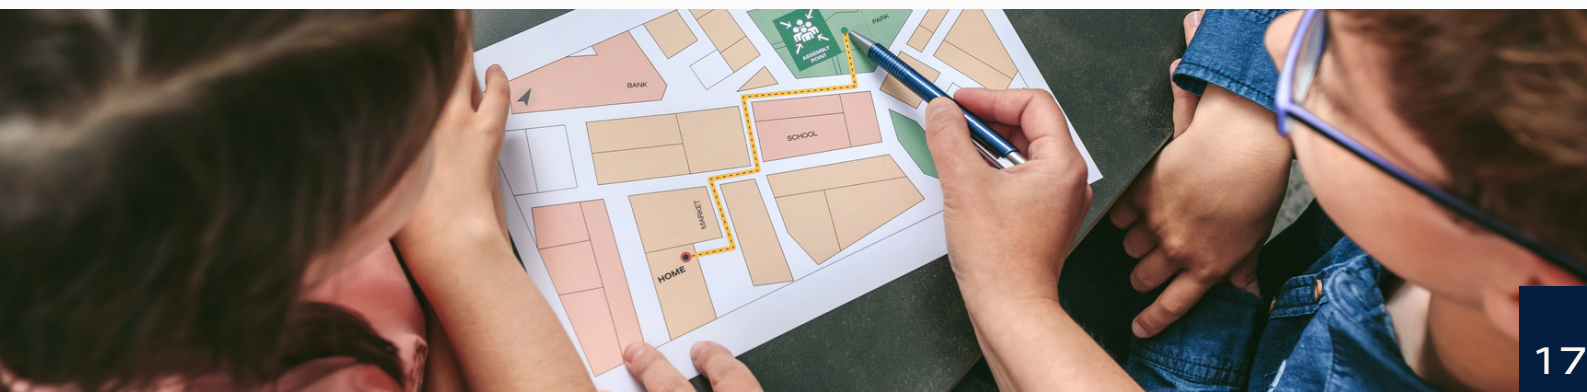 PARK
ASSEMBLY
POINT
BANK
SCHOOL
MARKET
HOME
17